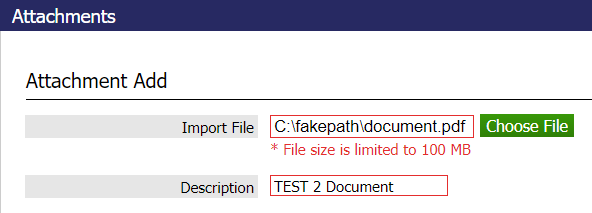 Attachments
Attachment Add
Import File C:\fakepath\document.pdf Choose File
* File size is limited to 100 MB
Description TEST 2 Document